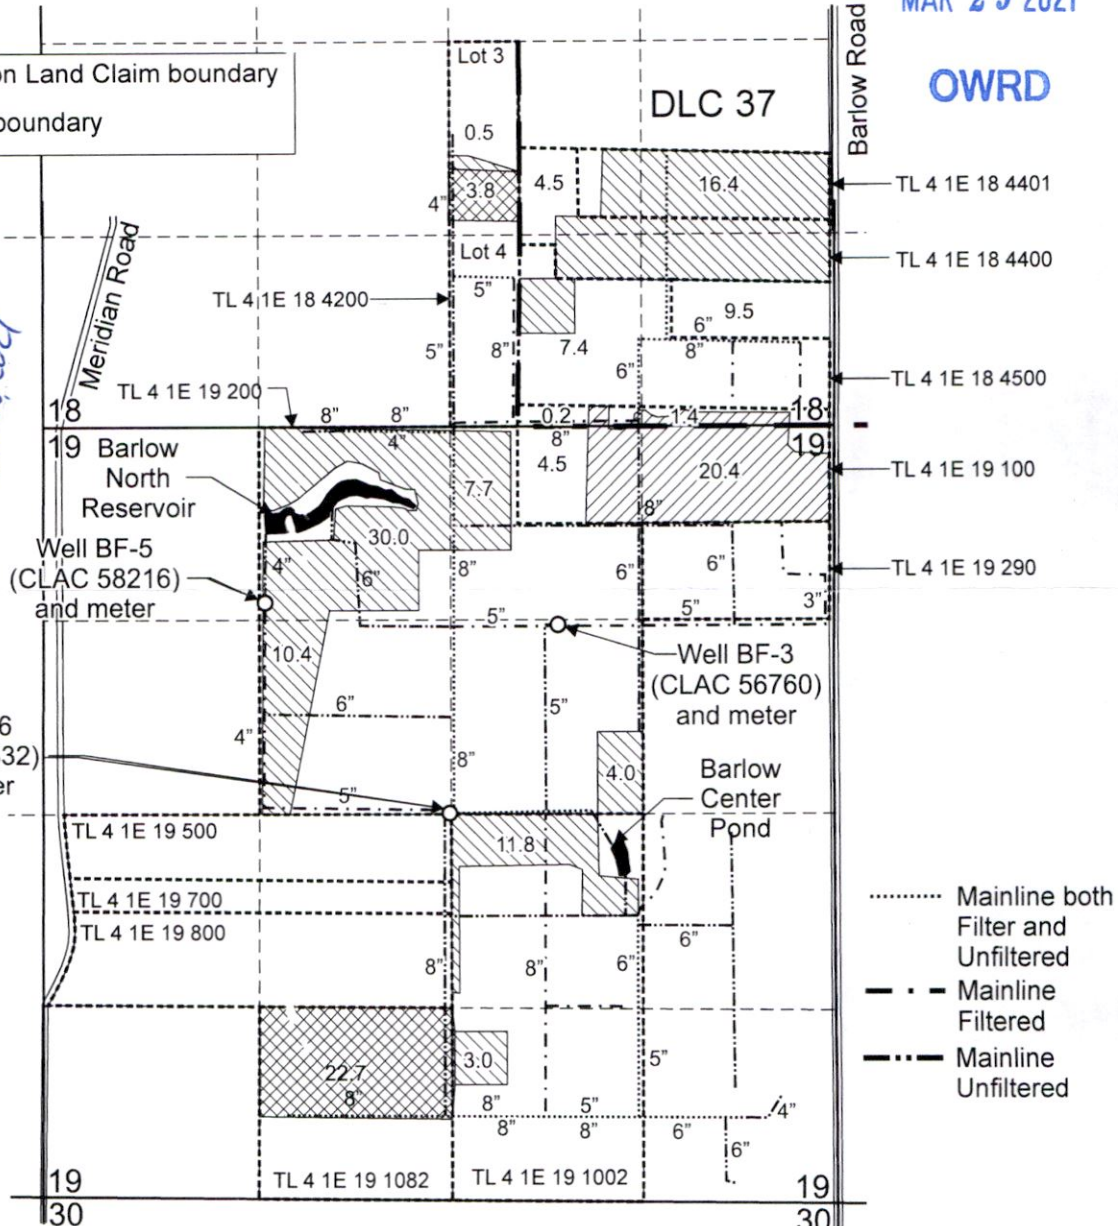 MAR 2021
OWRD
on Land Claim boundary
boundary
Lot 3
DLC 37
Barlow Road
0.5
3.8
4.5
16.4
TL 4 1E 18 4401
4”
Lot 4
TL 4 1E 18 4400
Meridian Road
TL 4 1E 18 4200
5”
9.5
6”
8”
5”
8”
7.4
6”
TL 4 1E 18 4500
TL 4 1E 19 200
18
8”
8”
0.2
1.4
18
19
4”
8”
19
Barlow
North
Reservoir
7.7
4.5
20.4
TL 4 1E 19 100
8”
30.0
Well BF-5
(CLAC 58216)
and meter
4”
6”
8”
6”
6”
TL 4 1E 19 290
5”
5”
3”
10.4
Well BF-3
(CLAC 56760)
and meter
6”
5”
6
32)
er
4”
8”
4.0
Barlow
Center
Pond
5”
TL 4 1E 19 500
11.8
TL 4 1E 19 700
TL 4 1E 19 800
Mainline both
Filter and
Unfiltered
6”
8”
8”
6”
Mainline
Filtered
Mainline
Unfiltered
22.7
8”
3.0
5”
8”
5”
4”
8”
8”
6”
6”
TL 4 1E 19 1082
TL 4 1E 19 1002
19
30
19
30